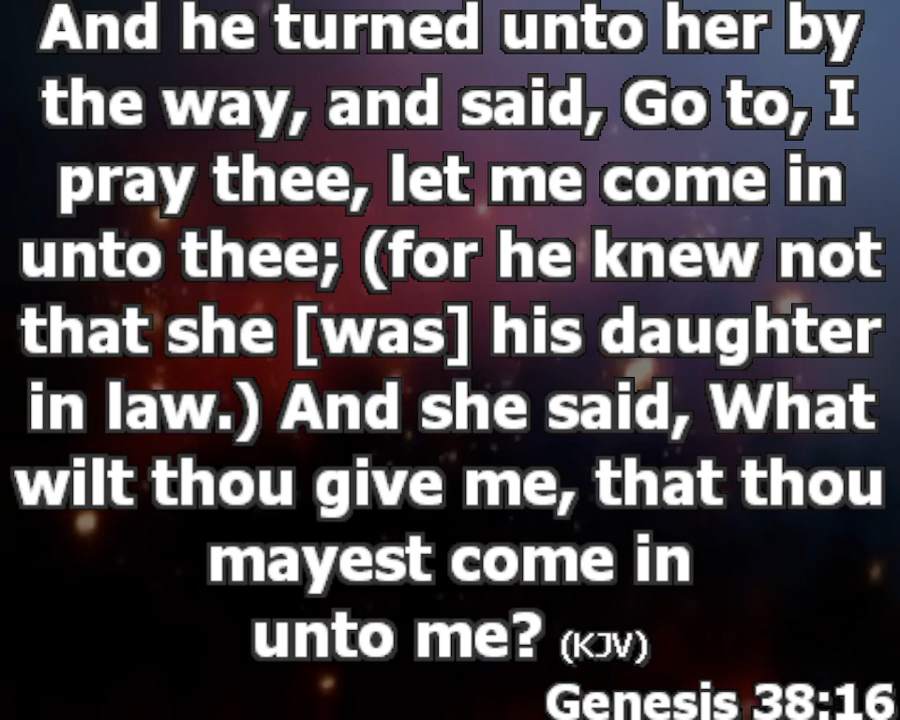 And he turned unto her by
the way, and said, Go to, I
pray thee, let me come in
unto thee; (for he knew not
that she [was] his daughter
in law.) And she said, What
wilt thou give me, that thou
mayest come in
unto me? (KJV)
Genesis 38:16